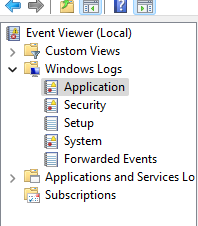 Event Viewer (Local)
Custom Views
Windows Logs
Application
Security
Setup
System
Forwarded Events
Applications and Services Lo
Subscriptions